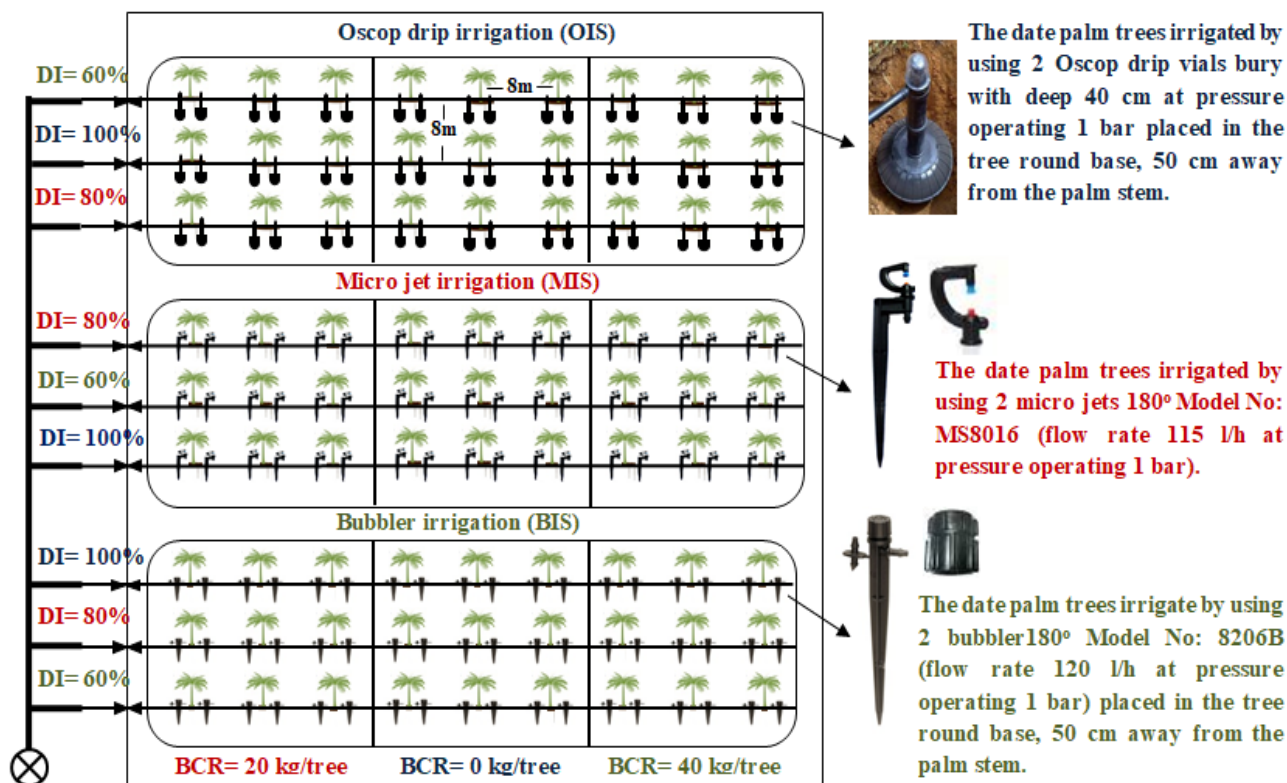 Oscop drip irrigation (OIS)
DI= 60%
8m
DI= 100%
8m
DI= 80%
The date palm trees irrigated by
using 2 Oscop drip vials bury
with deep 40 cm at pressure
operating 1 bar placed in the
tree round base, 50 cm away
from the palm stem.
Micro jet irrigation (MIS)
DI= 80%
DI= 60%
DI= 100%
The date palm trees irrigated by
using 2 micro jets 180º Model No:
MS8016 (flow rate 115 l/h at
pressure operating 1 bar).
Bubbler irrigation (BIS)
DI= 100%
DI= 80%
DI= 60%
The date palm trees irrigate by using
2 bubbler180º Model No: 8206B
(flow rate 120 l/h at pressure
operating 1 bar) placed in the tree
round base, 50 cm away from the
palm stem.
BCR= 20 kg/tree
BCR= 0 kg/tree
BCR= 40 kg/tree